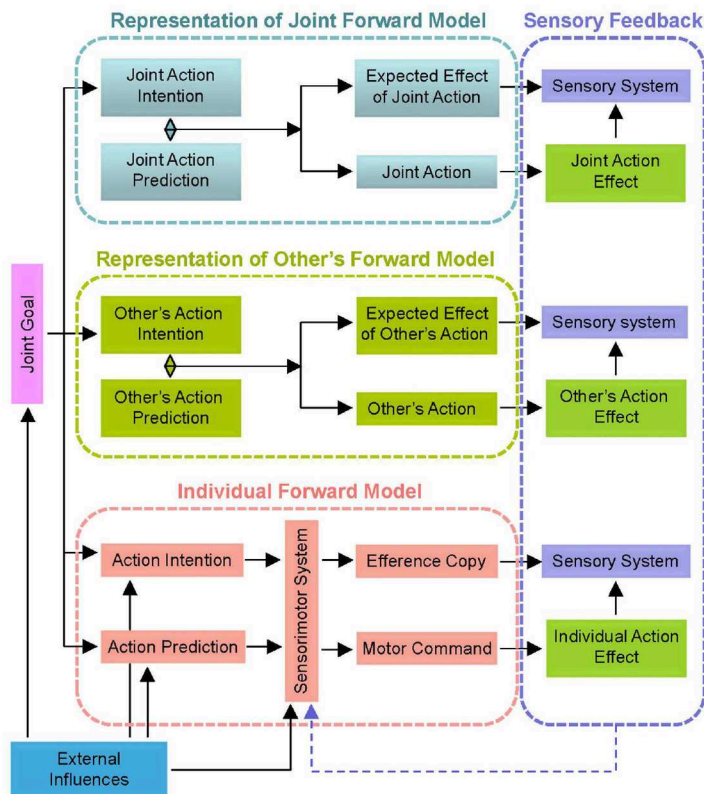 Representation of Joint Forward Model
Sensory Feedback
Joint Action
Intention
Expected Effect
of Joint Action
Sensory System
Joint Action
Prediction
Joint Action
Joint Action
Effect
Representation of Other's Forward Model
Joint Goal
Other's Action
Intention
Expected Effect
of Other's Action
Sensory system
Other's Action
Prediction
Other's Action
Other's Action
Effect
Individual Forward Model
Action Intention
Sensorimotor System
Efference Copy
Sensory System
Action Prediction
Motor Command
Individual Action
Effect
External
Influences